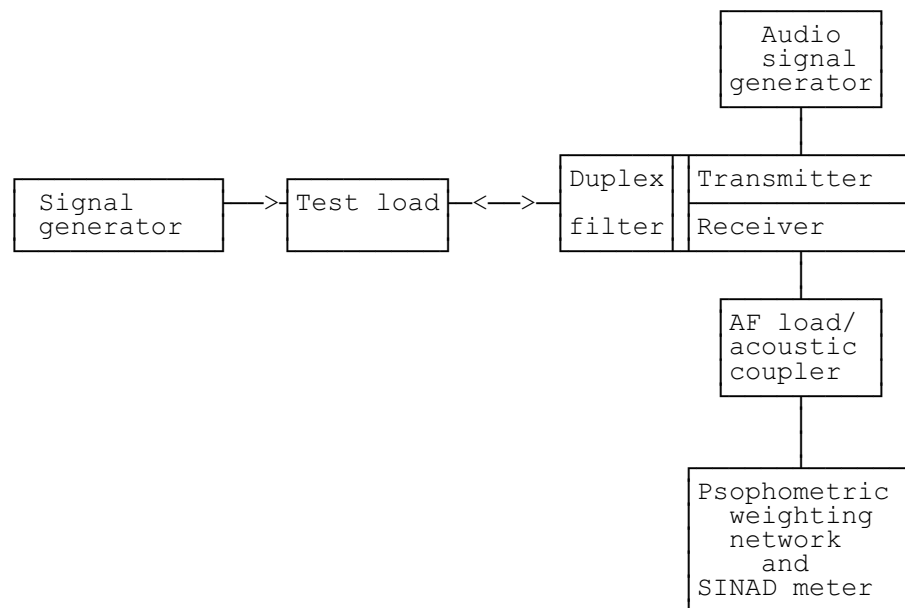 Audio
signal
generator
Signal
generator
Test load
Duplex
filter
Transmitter
Receiver
AF load/
acoustic
coupler
Psophometric
weighting
network
and
SINAD meter